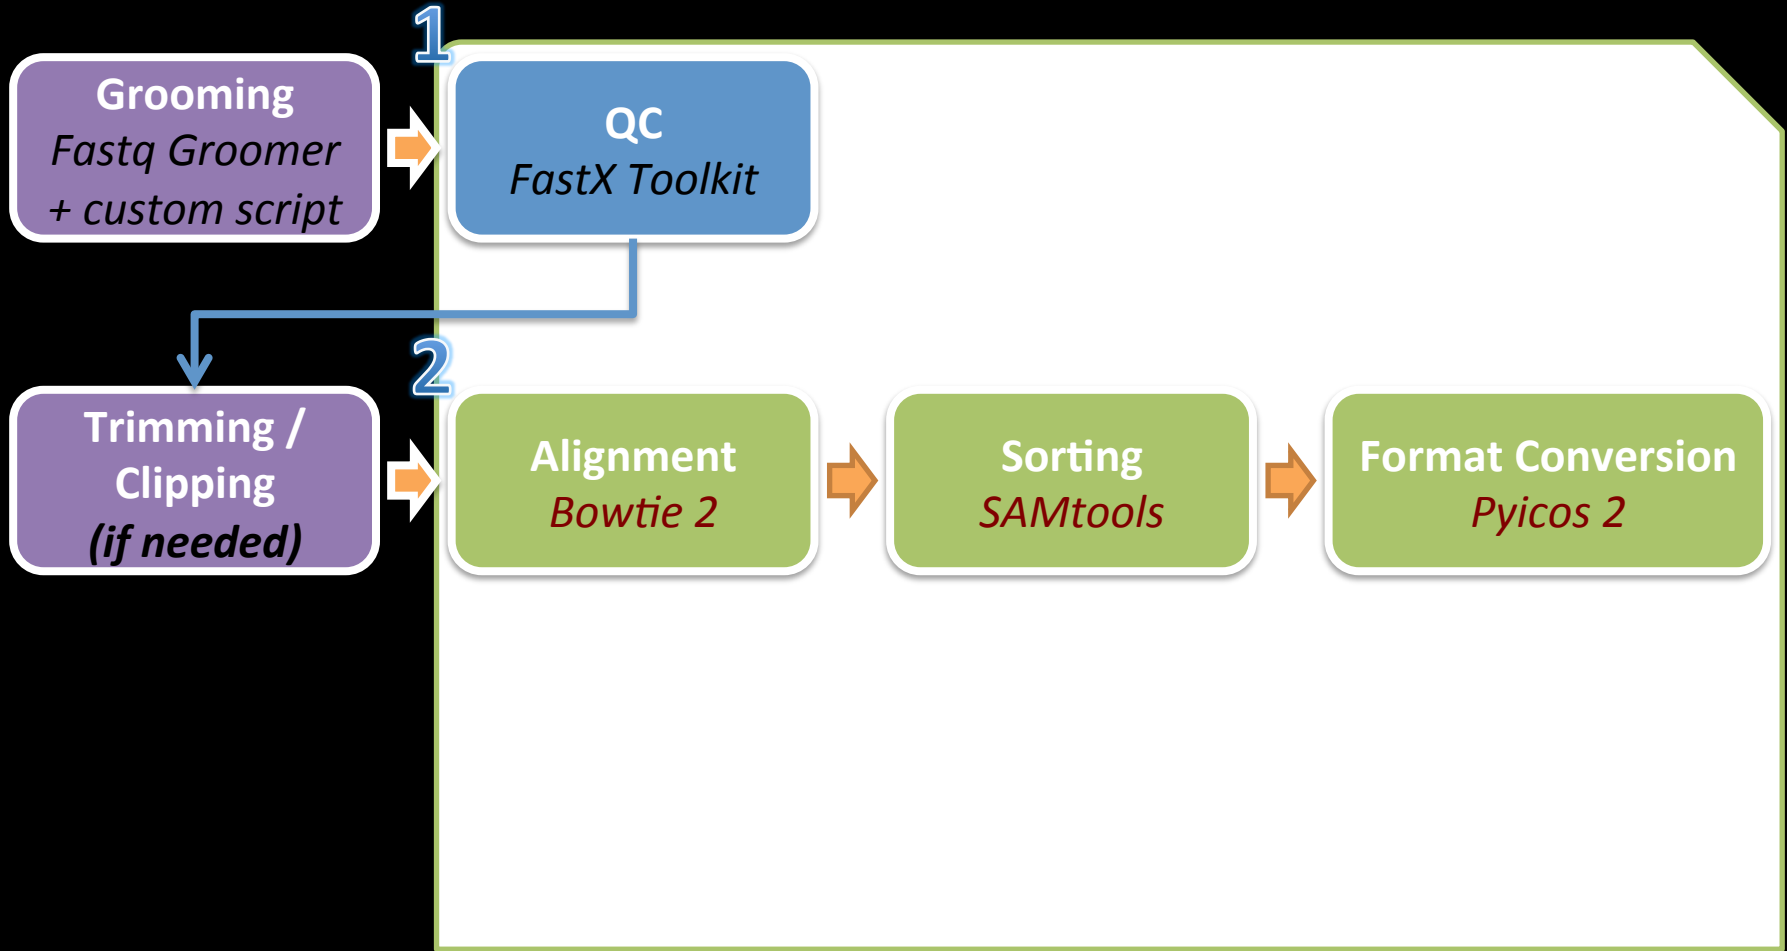 1
Grooming
Fastq Groomer
+ custom script
QC
FastX Toolkit
2
Trimming /
Clipping
(if needed)
Alignment
Bowtie 2
Sorting
SAMtools
Format Conversion
Pyicos 2